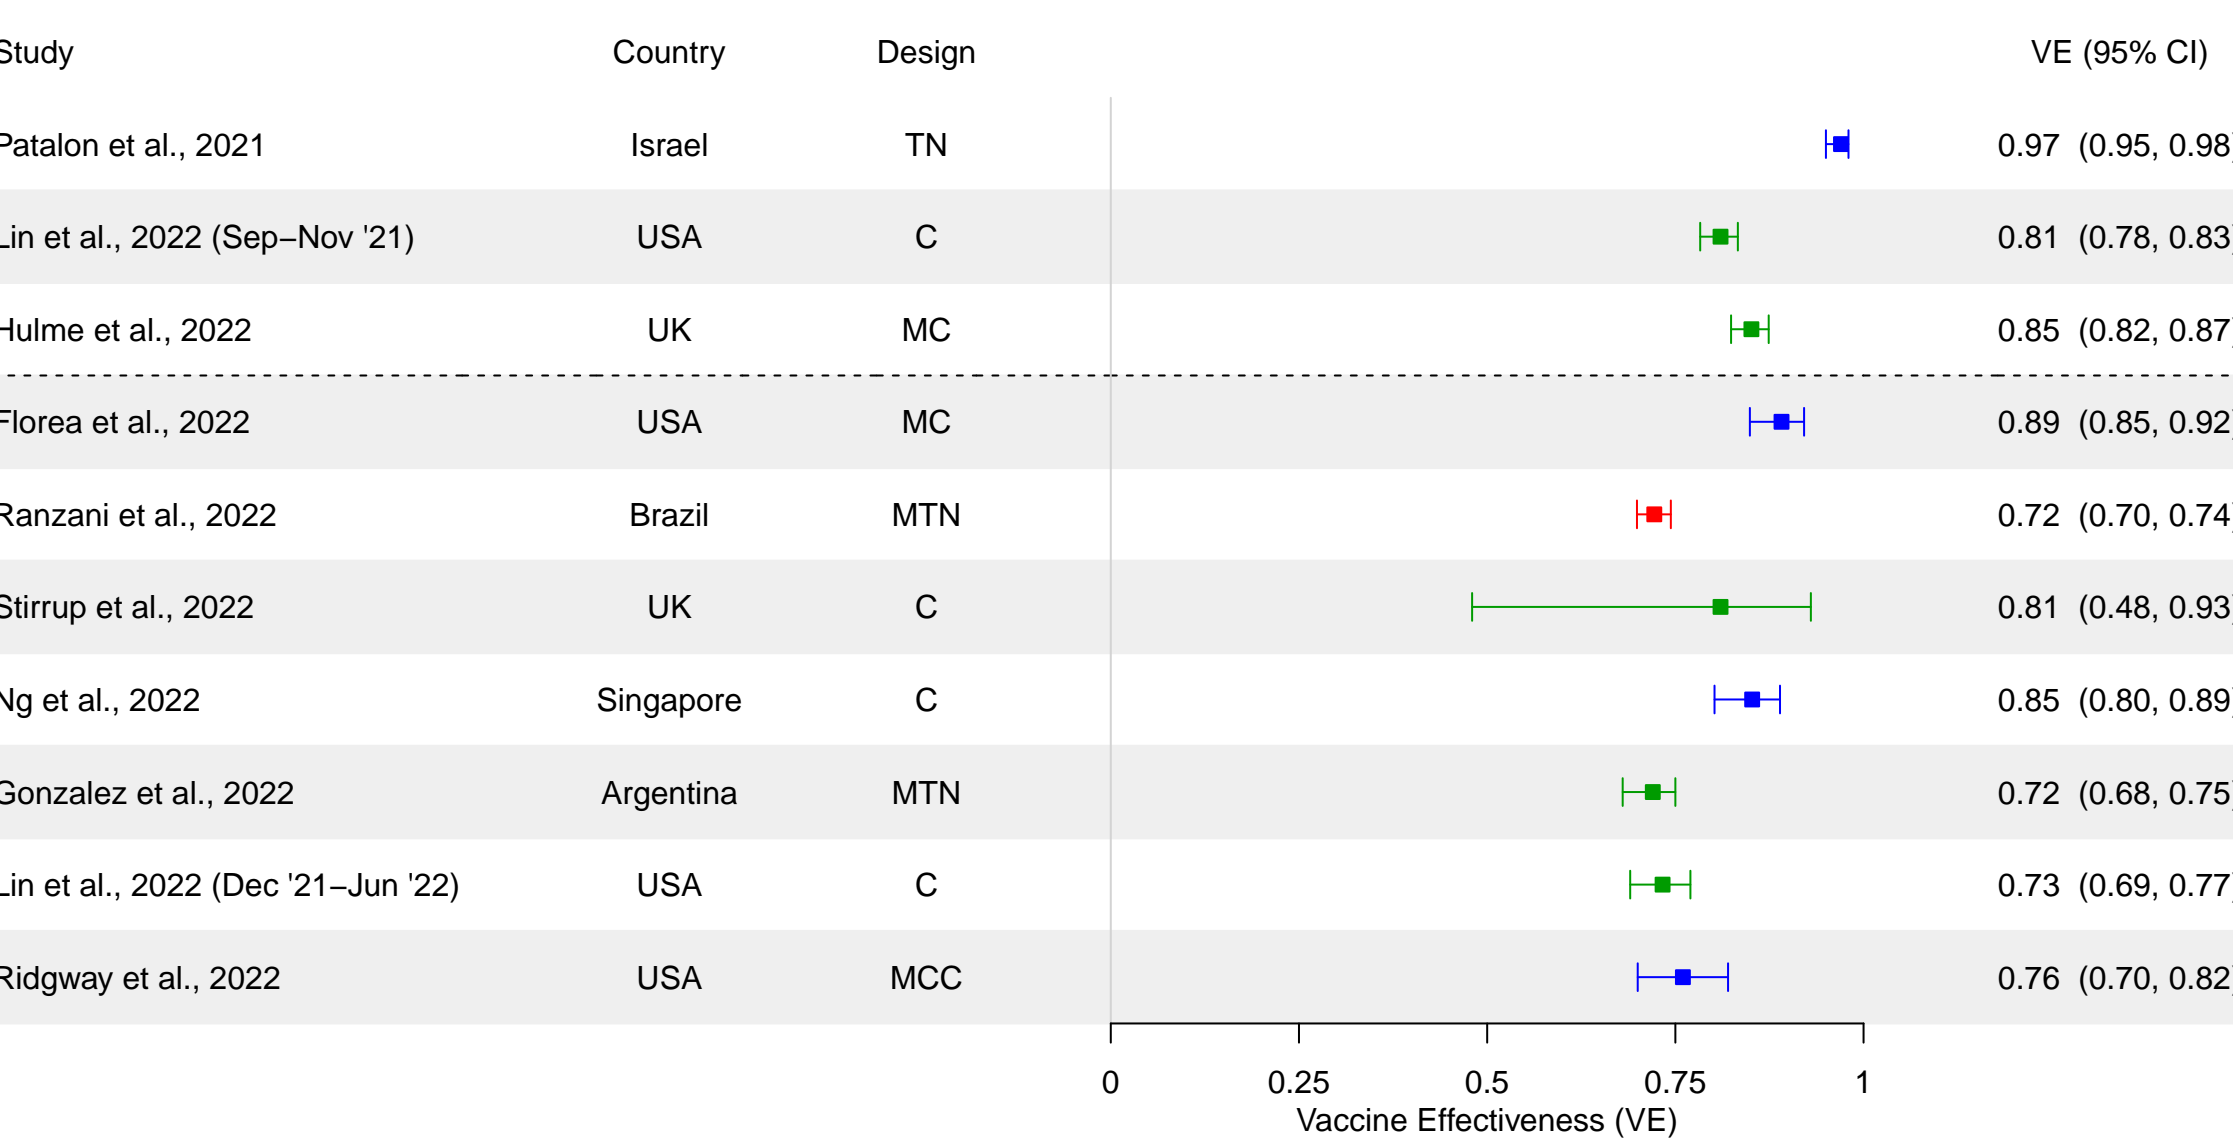 Study Country Design VE (95% CI)
Patalon et al., 2021 Israel TN 0.97 (0.95, 0.98)
Lin et al., 2022 (Sep−Nov '21) USA C 0.81 (0.78, 0.83)
Hulme et al., 2022 UK MC 0.85 (0.82, 0.87)
Florea et al., 2022 USA MC 0.89 (0.85, 0.92)
Ranzani et al., 2022 Brazil MTN 0.72 (0.70, 0.74)
Stirrup et al., 2022 UK C 0.81 (0.48, 0.93)
Ng et al., 2022 Singapore C 0.85 (0.80, 0.89)
Gonzalez et al., 2022 Argentina MTN 0.72 (0.68, 0.75)
Lin et al., 2022 (Dec '21−Jun '22) USA C 0.73 (0.69, 0.77)
Ridgway et al., 2022 USA MCC 0.76 (0.70, 0.82)
0 0.25 0.5 0.75 1
Vaccine Effectiveness (VE)